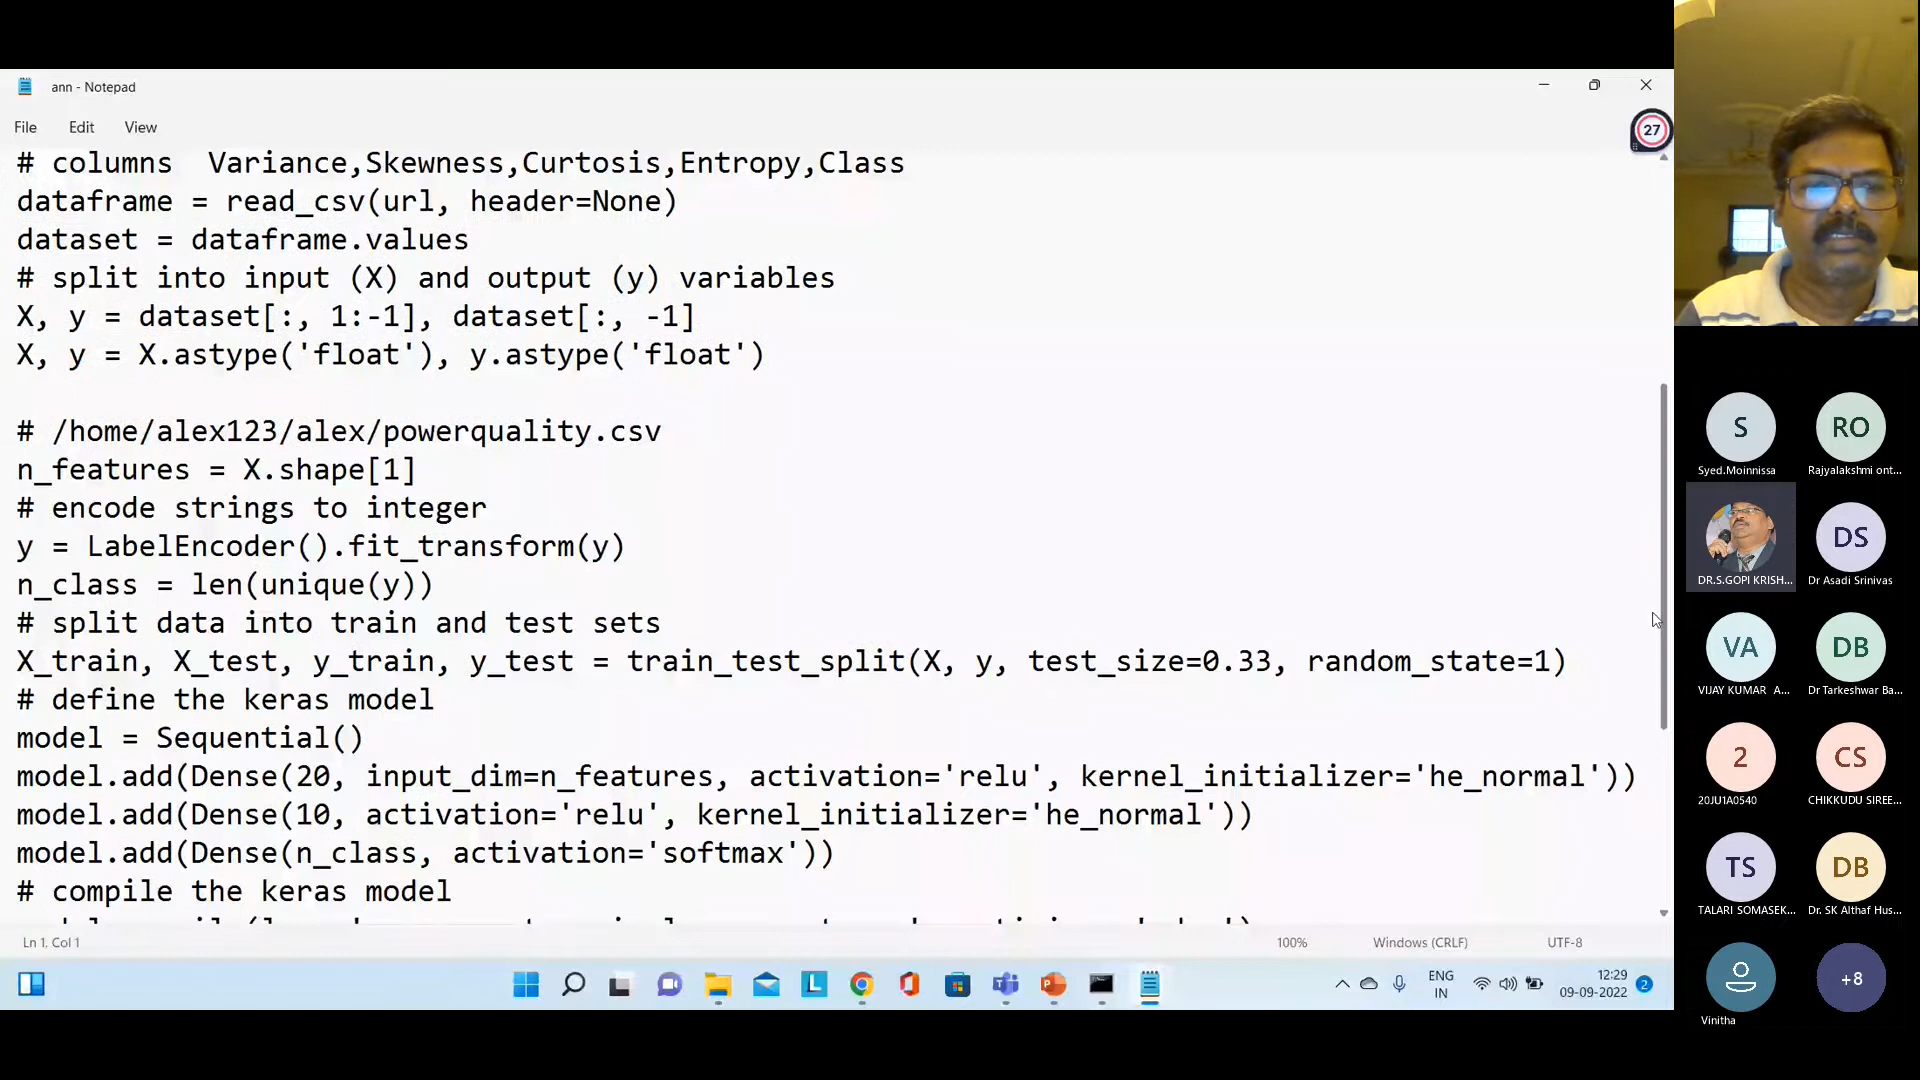 ann - Notepad
File Edit View
27
# columns  Variance,Skewness,Curtosis,Entropy,Class
dataframe = read_csv(url, header=None)
dataset = dataframe.values
# split into input (X) and output (y) variables
X, y = dataset[:, 1:-1], dataset[:, -1]
X, y = X.astype('float'), y.astype('float')
# /home/alex123/alex/powerquality.csv
n_features = X.shape[1]
# encode strings to integer
y = LabelEncoder().fit_transform(y)
n_class = len(unique(y))
# split data into train and test sets
X_train, X_test, y_train, y_test = train_test_split(X, y, test_size=0.33, random_state=1)
# define the keras model
model = Sequential()
model.add(Dense(20, input_dim=n_features, activation='relu', kernel_initializer='he_normal'))
model.add(Dense(10, activation='relu', kernel_initializer='he_normal'))
model.add(Dense(n_class, activation='softmax'))
# compile the keras model
Ln 1, Col 1
100%
Windows (CRLF)
UTF-8
ENG
IN
12:29
09-09-2022
2
S
Syed.Moinnissa
RO
Rajyalakshmi ont...
DR.S.GOPI KRISH...
DS
Dr Asadi Srinivas
VA
VIJAY KUMAR A...
DB
Dr Tarkeshwar Ba...
2
20JU1A0540
CS
CHIKKUDU SIREE...
TS
TALARI SOMASEK...
DB
Dr. SK Althaf Hus...
Vinitha
+8